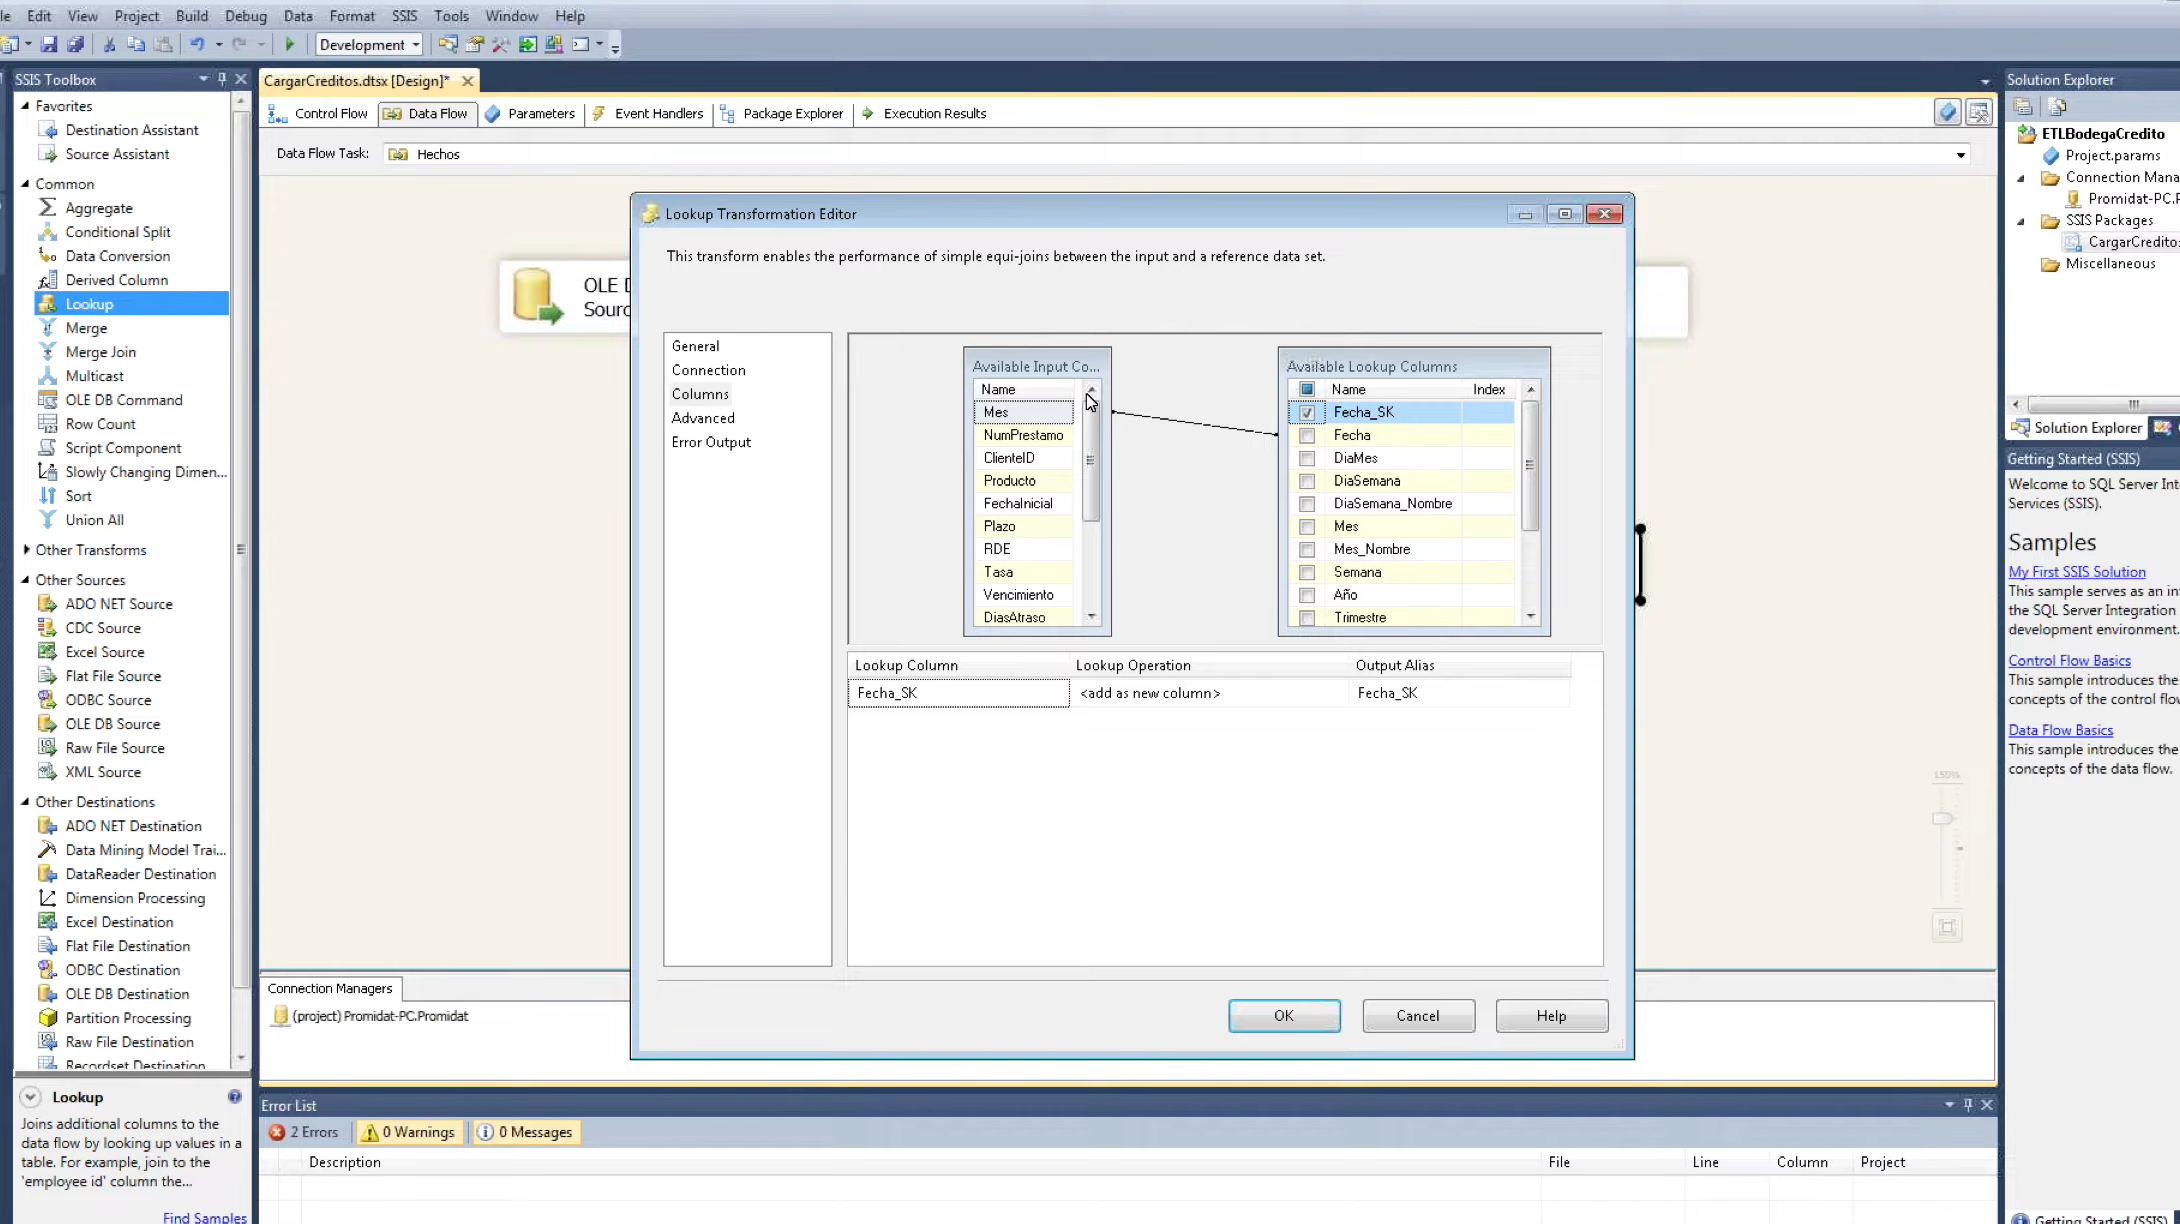 Edit View Project Build Debug Data Format SSIS Tools Window Help
Development
SSIS Toolbox
Favorites
Destination Assistant
Source Assistant
Common
Aggregate
Conditional Split
Data Conversion
Derived Column
Lookup
Merge
Merge Join
Multicast
OLE DB Command
Row Count
Script Component
Slowly Changing Dimen...
Sort
Union All
Other Transforms
Other Sources
ADO NET Source
CDC Source
Excel Source
Flat File Source
ODBC Source
OLE DB Source
Raw File Source
XML Source
Other Destinations
ADO NET Destination
Data Mining Model Trai...
DataReader Destination
Dimension Processing
Excel Destination
Flat File Destination
ODBC Destination
OLE DB Destination
Partition Processing
Raw File Destination
Recordset Destination
Lookup
Joins additional columns to the
data flow by looking up values in a
table. For example, join to the
'employee id' column the...
Find Samples
CargarCreditos.dtsx [Design]*
Control Flow Data Flow Parameters Event Handlers Package Explorer Execution Results
Data Flow Task: Hechos
OLE D
Sourc
Lookup Transformation Editor
This transform enables the performance of simple equi-joins between the input and a reference data set.
General
Connection
Columns
Advanced
Error Output
Available Input Co...
Name
Mes
NumPrestamo
ClienteID
Producto
FechaInicial
Plazo
RDE
Tasa
Vencimiento
DiasAtraso
Available Lookup Columns
Name Index
Fecha_SK
Fecha
DiaMes
DiaSemana
DiaSemana_Nombre
Mes
Mes_Nombre
Semana
Año
Trimestre
Lookup Column Lookup Operation Output Alias
Fecha_SK <add as new column> Fecha_SK
OK Cancel Help
150%
Connection Managers
(project) Promidat-PC.Promidat
Error List
2 Errors 0 Warnings 0 Messages
Description File Line Column Project
Solution Explorer
ETLBodegaCredito
Project.params
Connection Mana
Promidat-PC.P
SSIS Packages
CargarCredito
Miscellaneous
Solution Explorer
Getting Started (SSIS)
Welcome to SQL Server Int
Services (SSIS).
Samples
My First SSIS Solution
This sample serves as an in
the SQL Server Integration
development environment.
Control Flow Basics
This sample introduces the
concepts of the control flow
Data Flow Basics
This sample introduces the
concepts of the data flow.
Getting Started (SSIS)